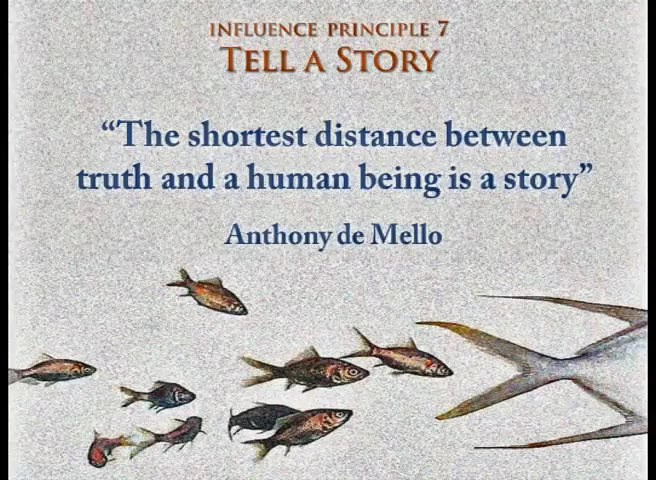 INFLUENCE PRINCIPLE 7
TELL A STORY
“The shortest distance between
truth and a human being is a story”
Anthony de Mello